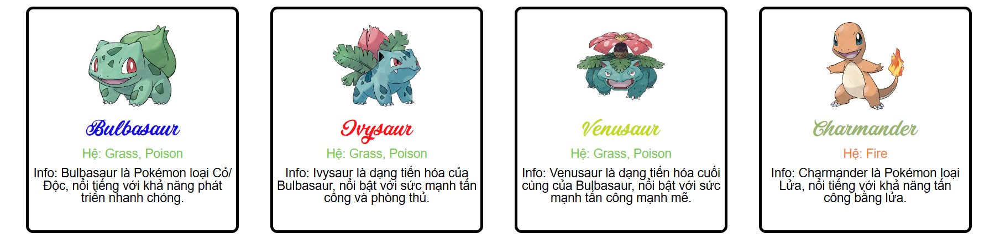 Bulbasaur
Hệ: Grass, Poison
Info: Bulbasaur là Pokémon loại Cỏ/
Độc, nổi tiếng với khả năng phát
triển nhanh chóng.
Ivysaur
Hệ: Grass, Poison
Info: Ivysaur là dạng tiến hóa của
Bulbasaur, nổi bật với sức mạnh tấn
công và phòng thủ.
Venusaur
Hệ: Grass, Poison
Info: Venusaur là dạng tiến hóa cuối
cùng của Bulbasaur, nổi bật với sức
mạnh tấn công mạnh mẽ.
Charmander
Hệ: Fire
Info: Charmander là Pokémon loại
Lửa, nổi tiếng với khả năng tấn
công bằng lửa.